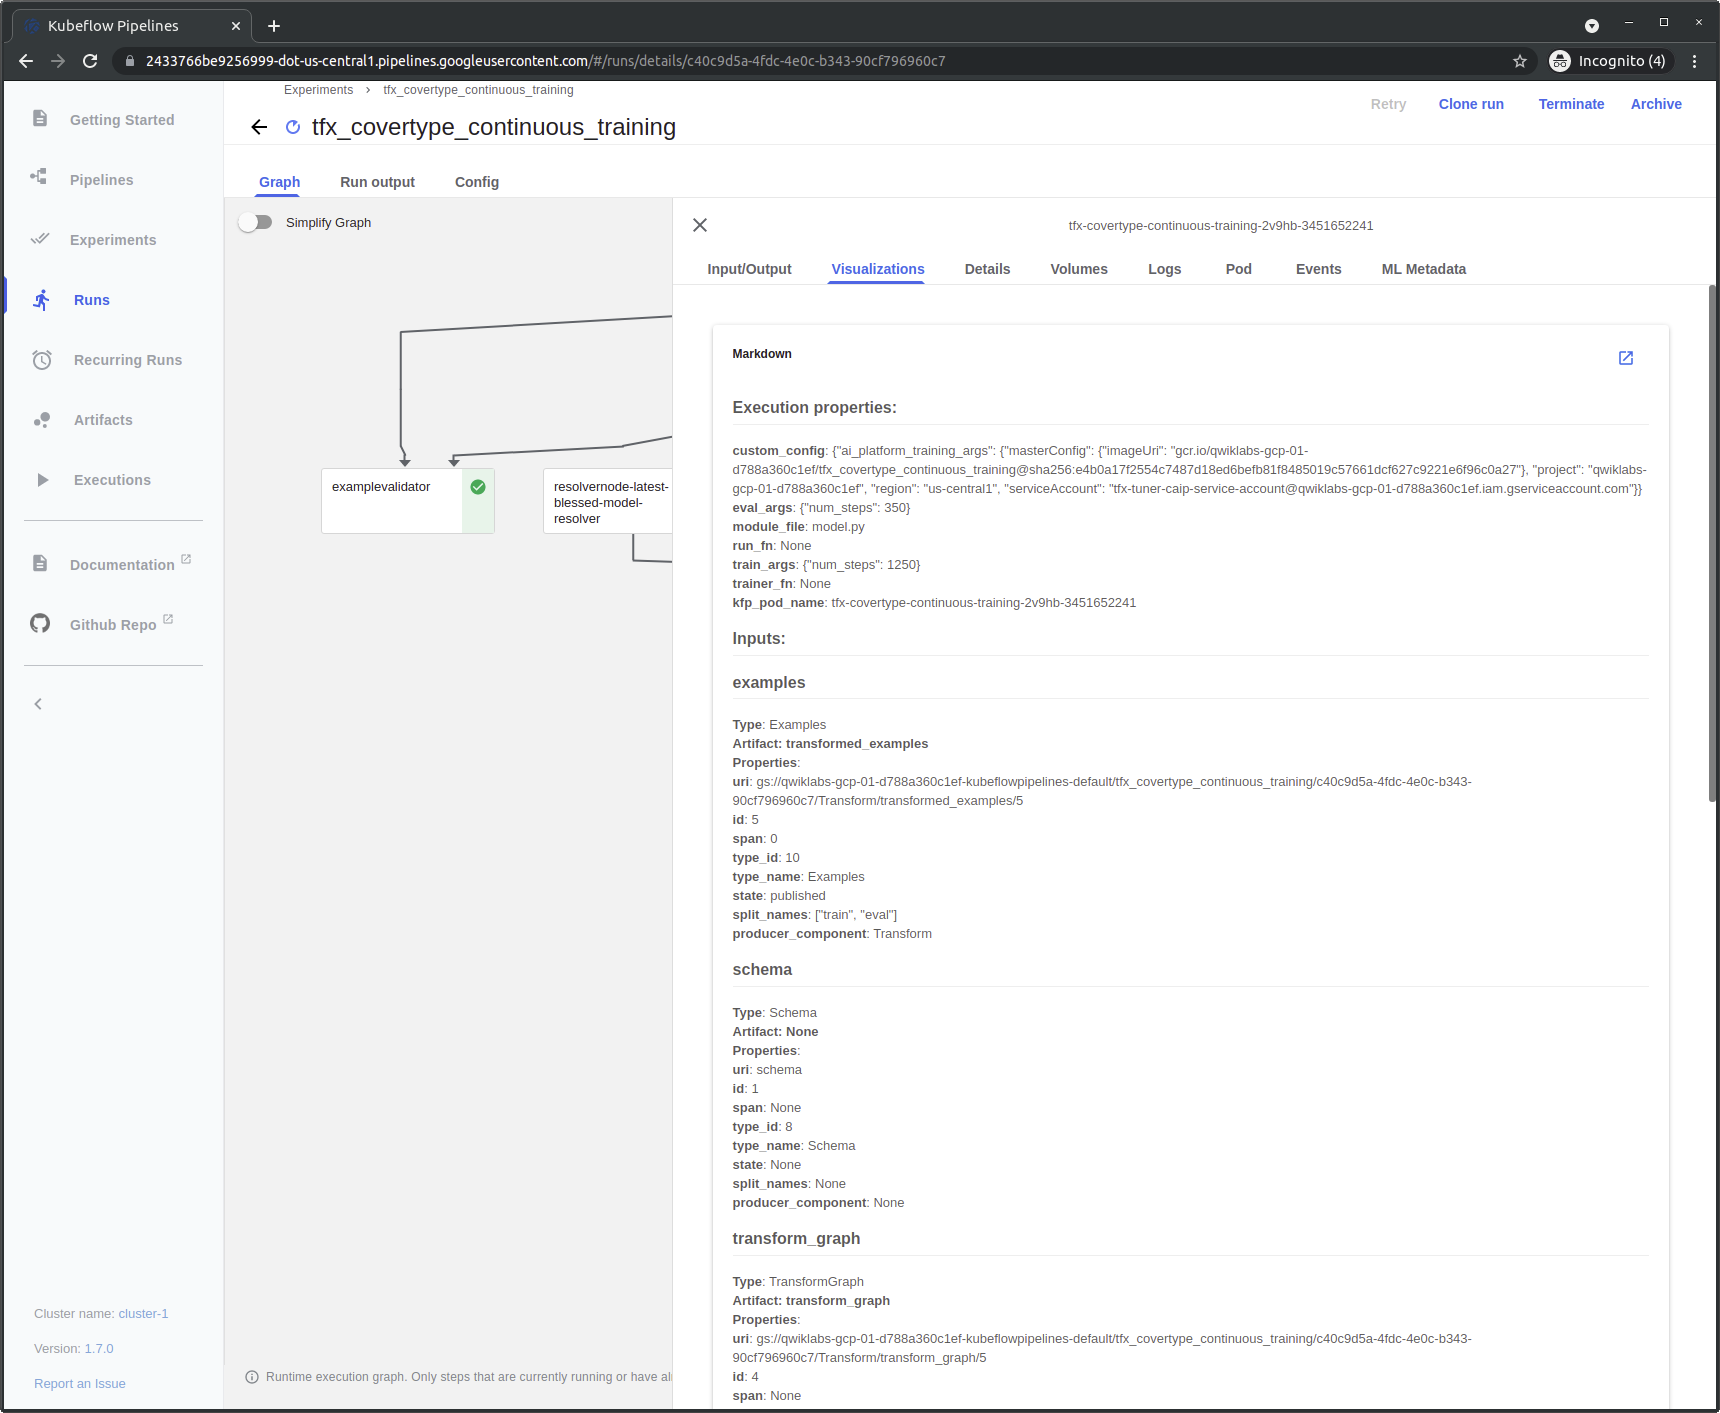 Kubeflow Pipelines
2433766be9256999-dot-us-central1.pipelines.googleusercontent.com/#/runs/details/c40c9d5a-4fdc-4e0c-b343-90cf796960c7
Incognito (4)
Getting Started
Pipelines
Experiments
Runs
Recurring Runs
Artifacts
Executions
Documentation
Github Repo
Cluster name: cluster-1
Version: 1.7.0
Report an Issue
Experiments > tfx_covertype_continuous_training
tfx_covertype_continuous_training
Retry
Clone run
Terminate
Archive
Graph
Run output
Config
Simplify Graph
examplevalidator
resolvernode-latest-
blessed-model-
resolver
Runtime execution graph. Only steps that are currently running or have al
tfx-covertype-continuous-training-2v9hb-3451652241
Input/Output
Visualizations
Details
Volumes
Logs
Pod
Events
ML Metadata
Markdown
Execution properties:
custom_config: {"ai_platform_training_args": {"masterConfig": {"imageUri": "gcr.io/qwiklabs-gcp-01-
d788a360c1ef/tfx_covertype_continuous_training@sha256:e4b0a17f2554c7487d18ed6befb81f8485019c57661dcf627c9221e6f96c0a27"}, "project": "qwiklabs-
gcp-01-d788a360c1ef", "region": "us-central1", "serviceAccount": "tfx-tuner-caip-service-account@qwiklabs-gcp-01-d788a360c1ef.iam.gserviceaccount.com"}}
eval_args: {"num_steps": 350}
module_file: model.py
run_fn: None
train_args: {"num_steps": 1250}
trainer_fn: None
kfp_pod_name: tfx-covertype-continuous-training-2v9hb-3451652241
Inputs:
examples
Type: Examples
Artifact: transformed_examples
Properties:
uri: gs://qwiklabs-gcp-01-d788a360c1ef-kubeflowpipelines-default/tfx_covertype_continuous_training/c40c9d5a-4fdc-4e0c-b343-
90cf796960c7/Transform/transformed_examples/5
id: 5
span: 0
type_id: 10
type_name: Examples
state: published
split_names: ["train", "eval"]
producer_component: Transform
schema
Type: Schema
Artifact: None
Properties:
uri: schema
id: 1
span: None
type_id: 8
type_name: Schema
state: None
split_names: None
producer_component: None
transform_graph
Type: TransformGraph
Artifact: transform_graph
Properties:
uri: gs://qwiklabs-gcp-01-d788a360c1ef-kubeflowpipelines-default/tfx_covertype_continuous_training/c40c9d5a-4fdc-4e0c-b343-
90cf796960c7/Transform/transform_graph/5
id: 4
span: None